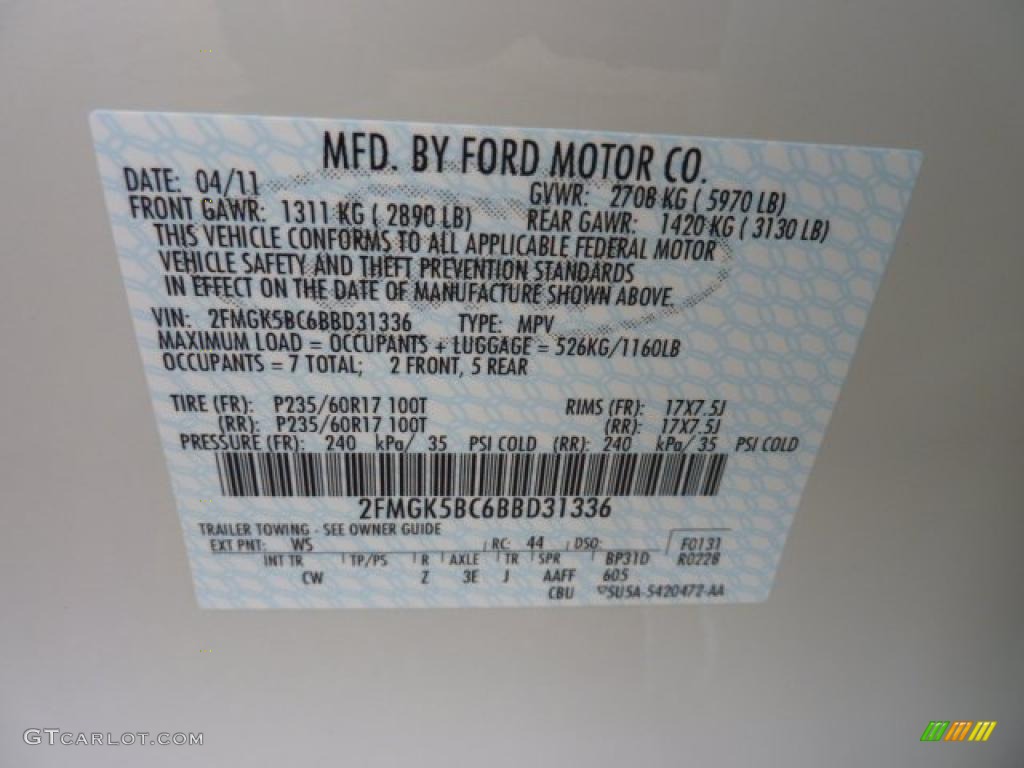 MFD. BY FORD MOTOR CO.
DATE: 04/11 GVWR: 2708 KG ( 5970 LB)
FRONT GAWR: 1311 KG ( 2890 LB) REAR GAWR: 1420 KG ( 3130 LB)
THIS VEHICLE CONFORMS TO ALL APPLICABLE FEDERAL MOTOR
VEHICLE SAFETY AND THEFT PREVENTION STANDARDS
IN EFFECT ON THE DATE OF MANUFACTURE SHOWN ABOVE.
VIN: 2FMGK5BC6BBD31336 TYPE: MPV
MAXIMUM LOAD = OCCUPANTS + LUGGAGE = 526KG/1160LB
OCCUPANTS = 7 TOTAL; 2 FRONT, 5 REAR
TIRE (FR): P235/60R17 100T RIMS (FR): 17X7.5J
(RR): P235/60R17 100T (RR): 17X7.5J
PRESSURE (FR): 240 kPa/ 35 PSI COLD (RR): 240 kPa/ 35 PSI COLD
2FMGK5BC6BBD31336
TRAILER TOWING - SEE OWNER GUIDE
EXT PNT: WS RC: 44 DSO: F0131
INT TR TP/PS R AXLE TR SPR BP31D R0228
CW Z 3E J AAFF 605
CBU 5U5A-5420472-AA
GTCARLOT.COM